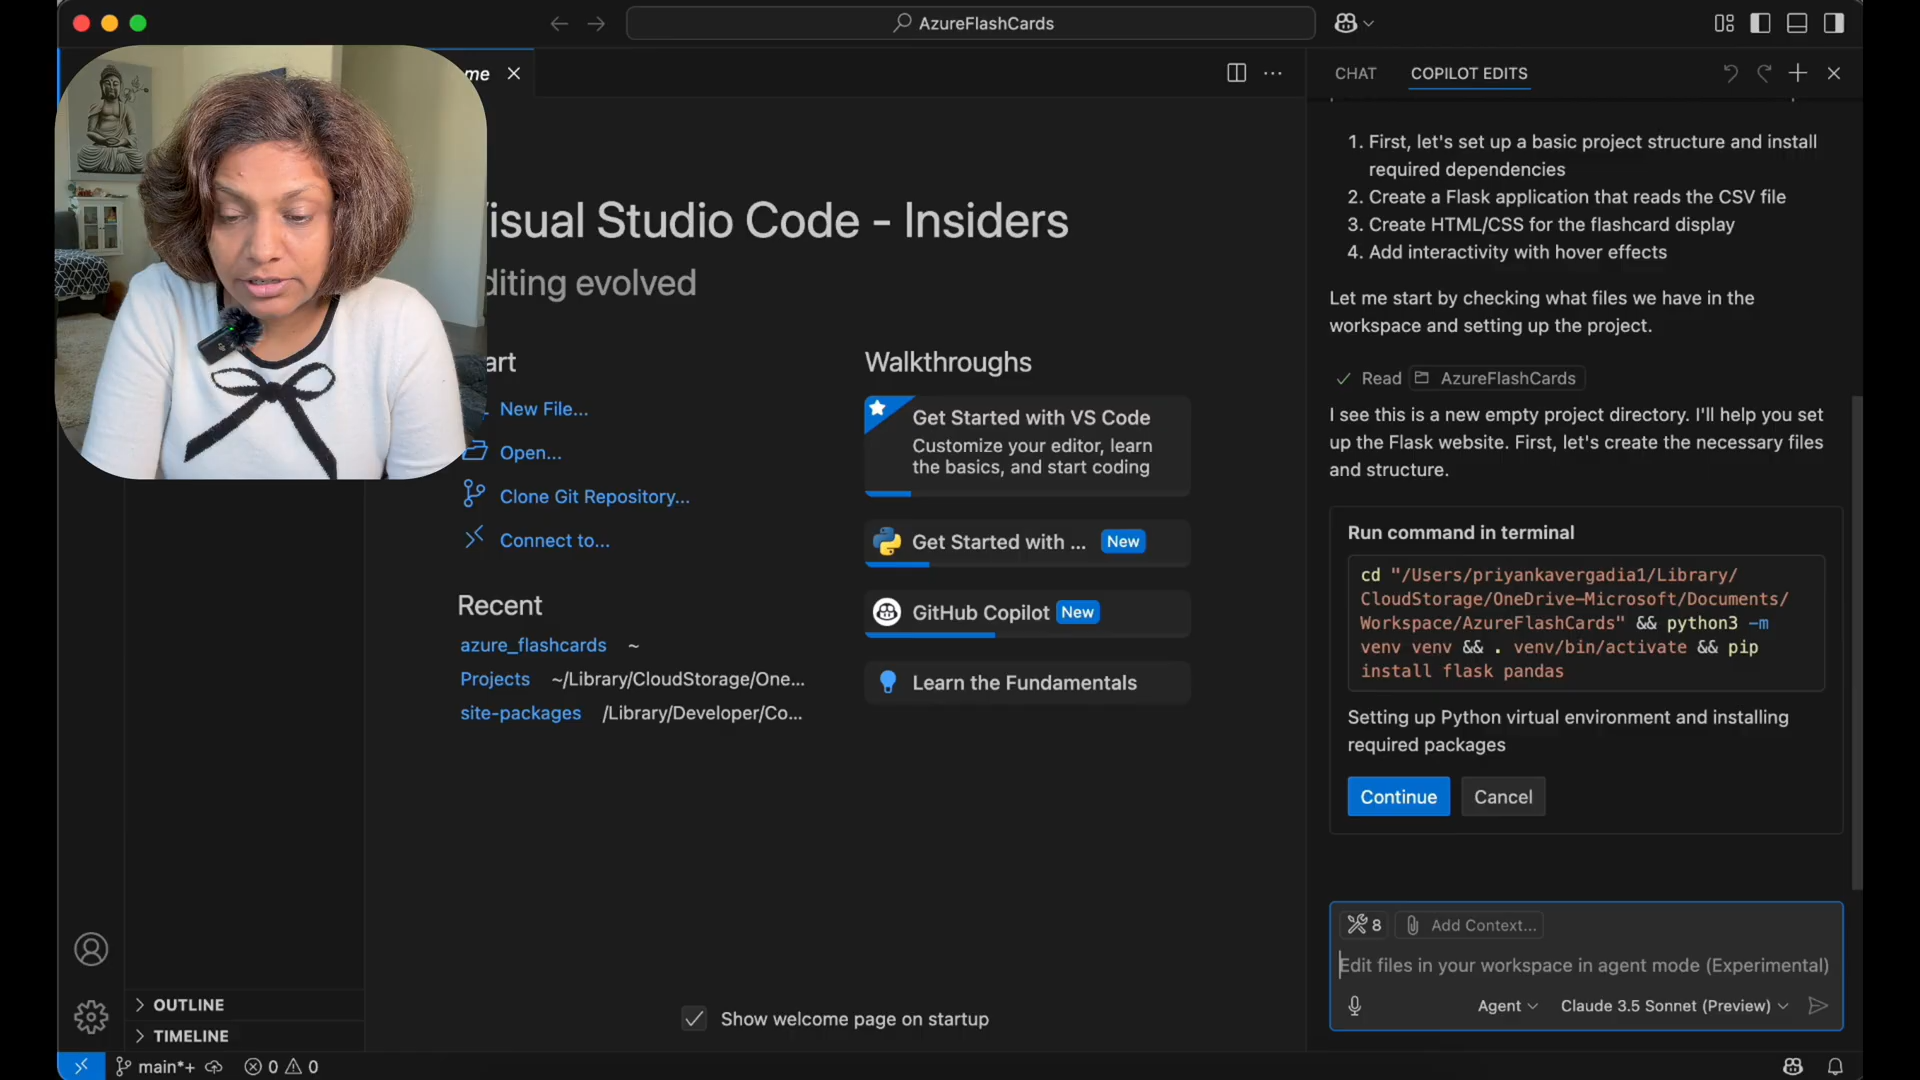 AzureFlashCards
me
CHAT
COPILOT EDITS
isual Studio Code - Insiders
diting evolved
art
New File...
Open...
Clone Git Repository...
Connect to...
Recent
azure_flashcards ~
Projects ~/Library/CloudStorage/One...
site-packages /Library/Developer/Co...
Walkthroughs
Get Started with VS Code
Customize your editor, learn
the basics, and start coding
Get Started with ... New
GitHub Copilot New
Learn the Fundamentals
Show welcome page on startup
1. First, let's set up a basic project structure and install
required dependencies
2. Create a Flask application that reads the CSV file
3. Create HTML/CSS for the flashcard display
4. Add interactivity with hover effects
Let me start by checking what files we have in the
workspace and setting up the project.
Read AzureFlashCards
I see this is a new empty project directory. I'll help you set
up the Flask website. First, let's create the necessary files
and structure.
Run command in terminal
cd "/Users/priyankavergadia1/Library/
CloudStorage/OneDrive-Microsoft/Documents/
Workspace/AzureFlashCards" && python3 -m
venv venv && . venv/bin/activate && pip
install flask pandas
Setting up Python virtual environment and installing
required packages
Continue
Cancel
8
Add Context...
Edit files in your workspace in agent mode (Experimental)
Agent
Claude 3.5 Sonnet (Preview)
OUTLINE
TIMELINE
main*+
0
0